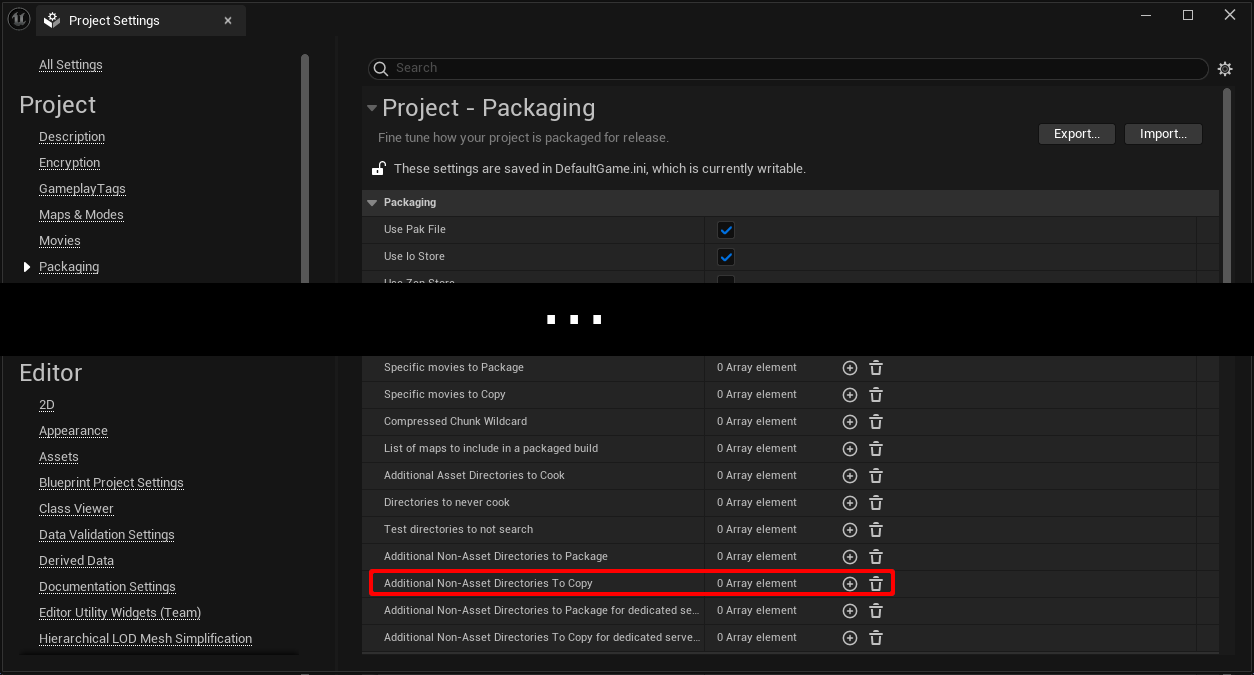 Project Settings
All Settings
Project
Description
Encryption
GameplayTags
Maps & Modes
Movies
Packaging
Search
Project - Packaging
Fine tune how your project is packaged for release.
Export...
Import...
These settings are saved in DefaultGame.ini, which is currently writable.
Packaging
Use Pak File
Use Io Store
Use Zen Store
...
Editor
2D
Appearance
Assets
Blueprint Project Settings
Class Viewer
Data Validation Settings
Derived Data
Documentation Settings
Editor Utility Widgets (Team)
Hierarchical LOD Mesh Simplification
Specific movies to Package 0 Array element
Specific movies to Copy 0 Array element
Compressed Chunk Wildcard 0 Array element
List of maps to include in a packaged build 0 Array element
Additional Asset Directories to Cook 0 Array element
Directories to never cook 0 Array element
Test directories to not search 0 Array element
Additional Non-Asset Directories to Package 0 Array element
Additional Non-Asset Directories To Copy 0 Array element
Additional Non-Asset Directories to Package for dedicated se... 0 Array element
Additional Non-Asset Directories To Copy for dedicated serve... 0 Array element